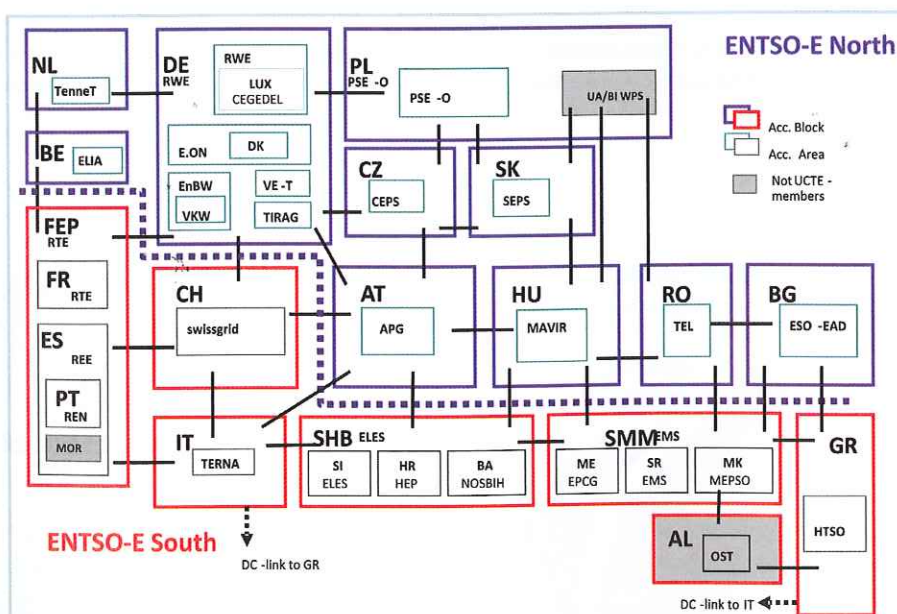 NL
TenneT
DE
RWE
RWE
LUX
CEGEDEL
E.ON
DK
EnBW
VKW
VE -T
TIRAG
PL
PSE -O
PSE -O
UA/BI WPS
ENTSO-E North
Acc. Block
Acc. Area
Not UCTE -
members
BE
ELIA
CZ
CEPS
SK
SEPS
FEP
RTE
FR
RTE
ES
REE
PT
REN
MOR
CH
swissgrid
AT
APG
HU
MAVIR
RO
TEL
BG
ESO -EAD
IT
TERNA
SHB ELES
SI
ELES
HR
HEP
BA
NOSBIH
SMM EMS
ME
EPCG
SR
EMS
MK
MEPSO
GR
HTSO
AL
OST
ENTSO-E South
DC -link to GR
DC -link to IT